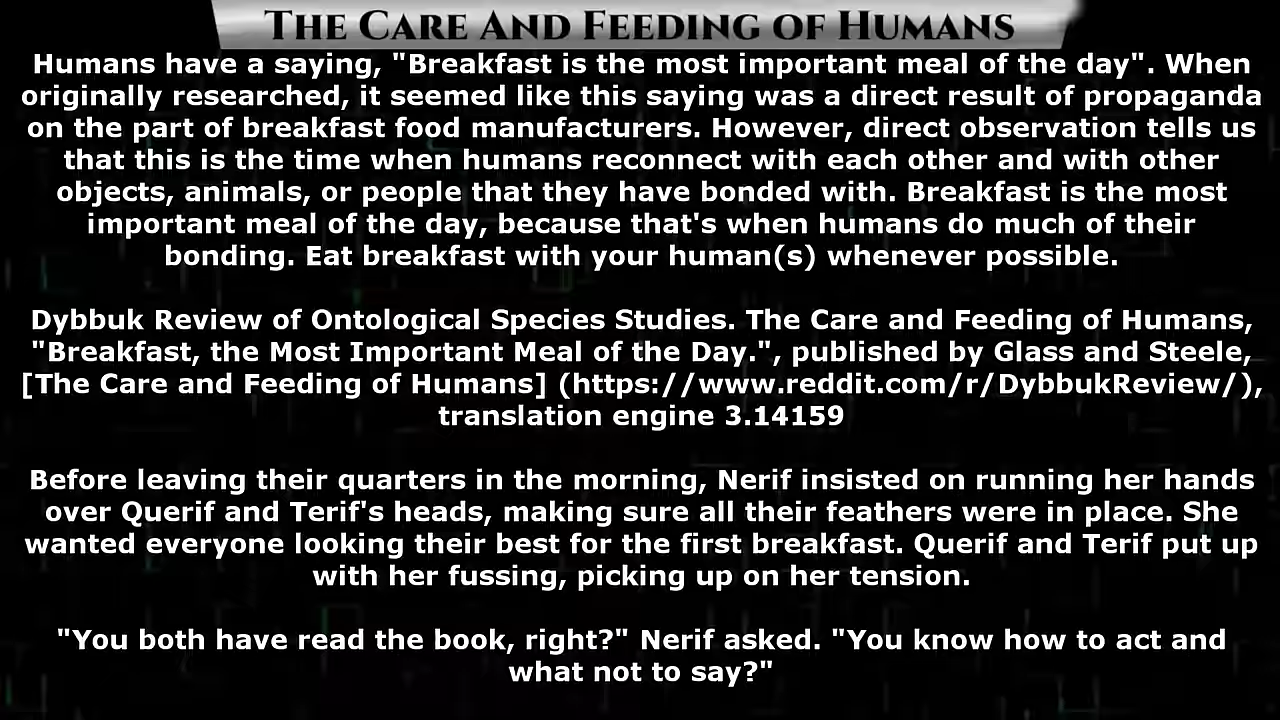 The Care And Feeding of Humans
Humans have a saying, "Breakfast is the most important meal of the day". When
originally researched, it seemed like this saying was a direct result of propaganda
on the part of breakfast food manufacturers. However, direct observation tells us
that this is the time when humans reconnect with each other and with other
objects, animals, or people that they have bonded with. Breakfast is the most
important meal of the day, because that's when humans do much of their
bonding. Eat breakfast with your human(s) whenever possible.
Dybbuk Review of Ontological Species Studies. The Care and Feeding of Humans,
"Breakfast, the Most Important Meal of the Day.", published by Glass and Steele,
[The Care and Feeding of Humans] (https://www.reddit.com/r/DybbukReview/),
translation engine 3.14159
Before leaving their quarters in the morning, Nerif insisted on running her hands
over Querif and Terif's heads, making sure all their feathers were in place. She
wanted everyone looking their best for the first breakfast. Querif and Terif put up
with her fussing, picking up on her tension.
"You both have read the book, right?" Nerif asked. "You know how to act and
what not to say?"